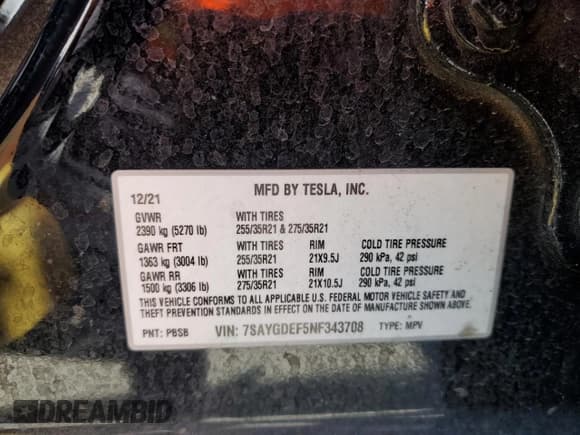 12/21 MFD BY TESLA, INC.
GVWR WITH TIRES
2390 kg (5270 lb) 255/35R21 & 275/35R21
GAWR FRT WITH TIRES RIM COLD TIRE PRESSURE
1363 kg (3004 lb) 255/35R21 21X9.5J 290 kPa, 42 psi
GAWR RR WITH TIRES RIM COLD TIRE PRESSURE
1500 kg (3306 lb) 275/35R21 21X10.5J 290 kPa, 42 psi
THIS VEHICLE CONFORMS TO ALL APPLICABLE U.S. FEDERAL MOTOR VEHICLE SAFETY AND
THEFT PREVENTION STANDARDS IN EFFECT ON THE DATE OF MANUFACTURE SHOWN ABOVE.
PNT: PBSB VIN: 7SAYGDEF5NF343708 TYPE: MPV
DREAMBID